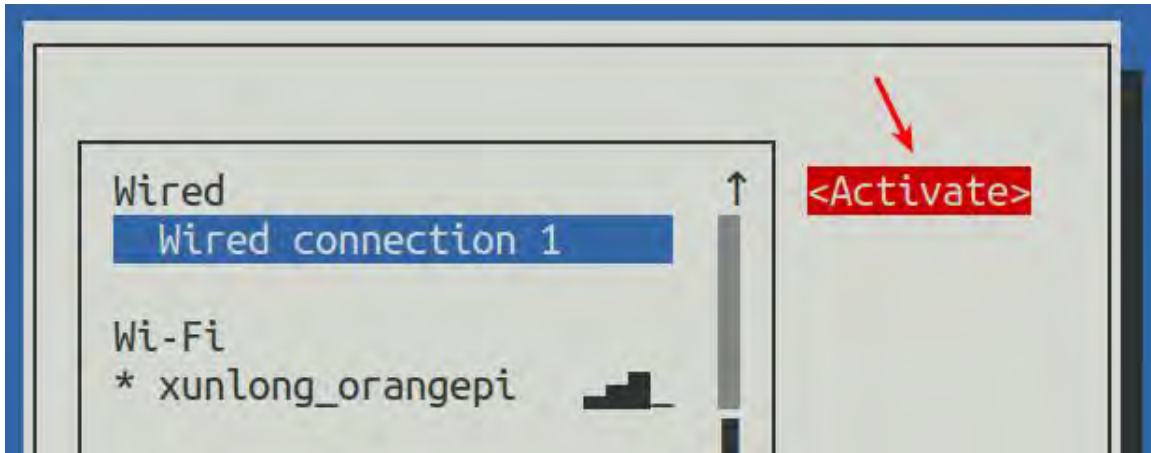 Wired
<Activate>
Wired connection 1
Wi-Fi
* xunlong_orangepi